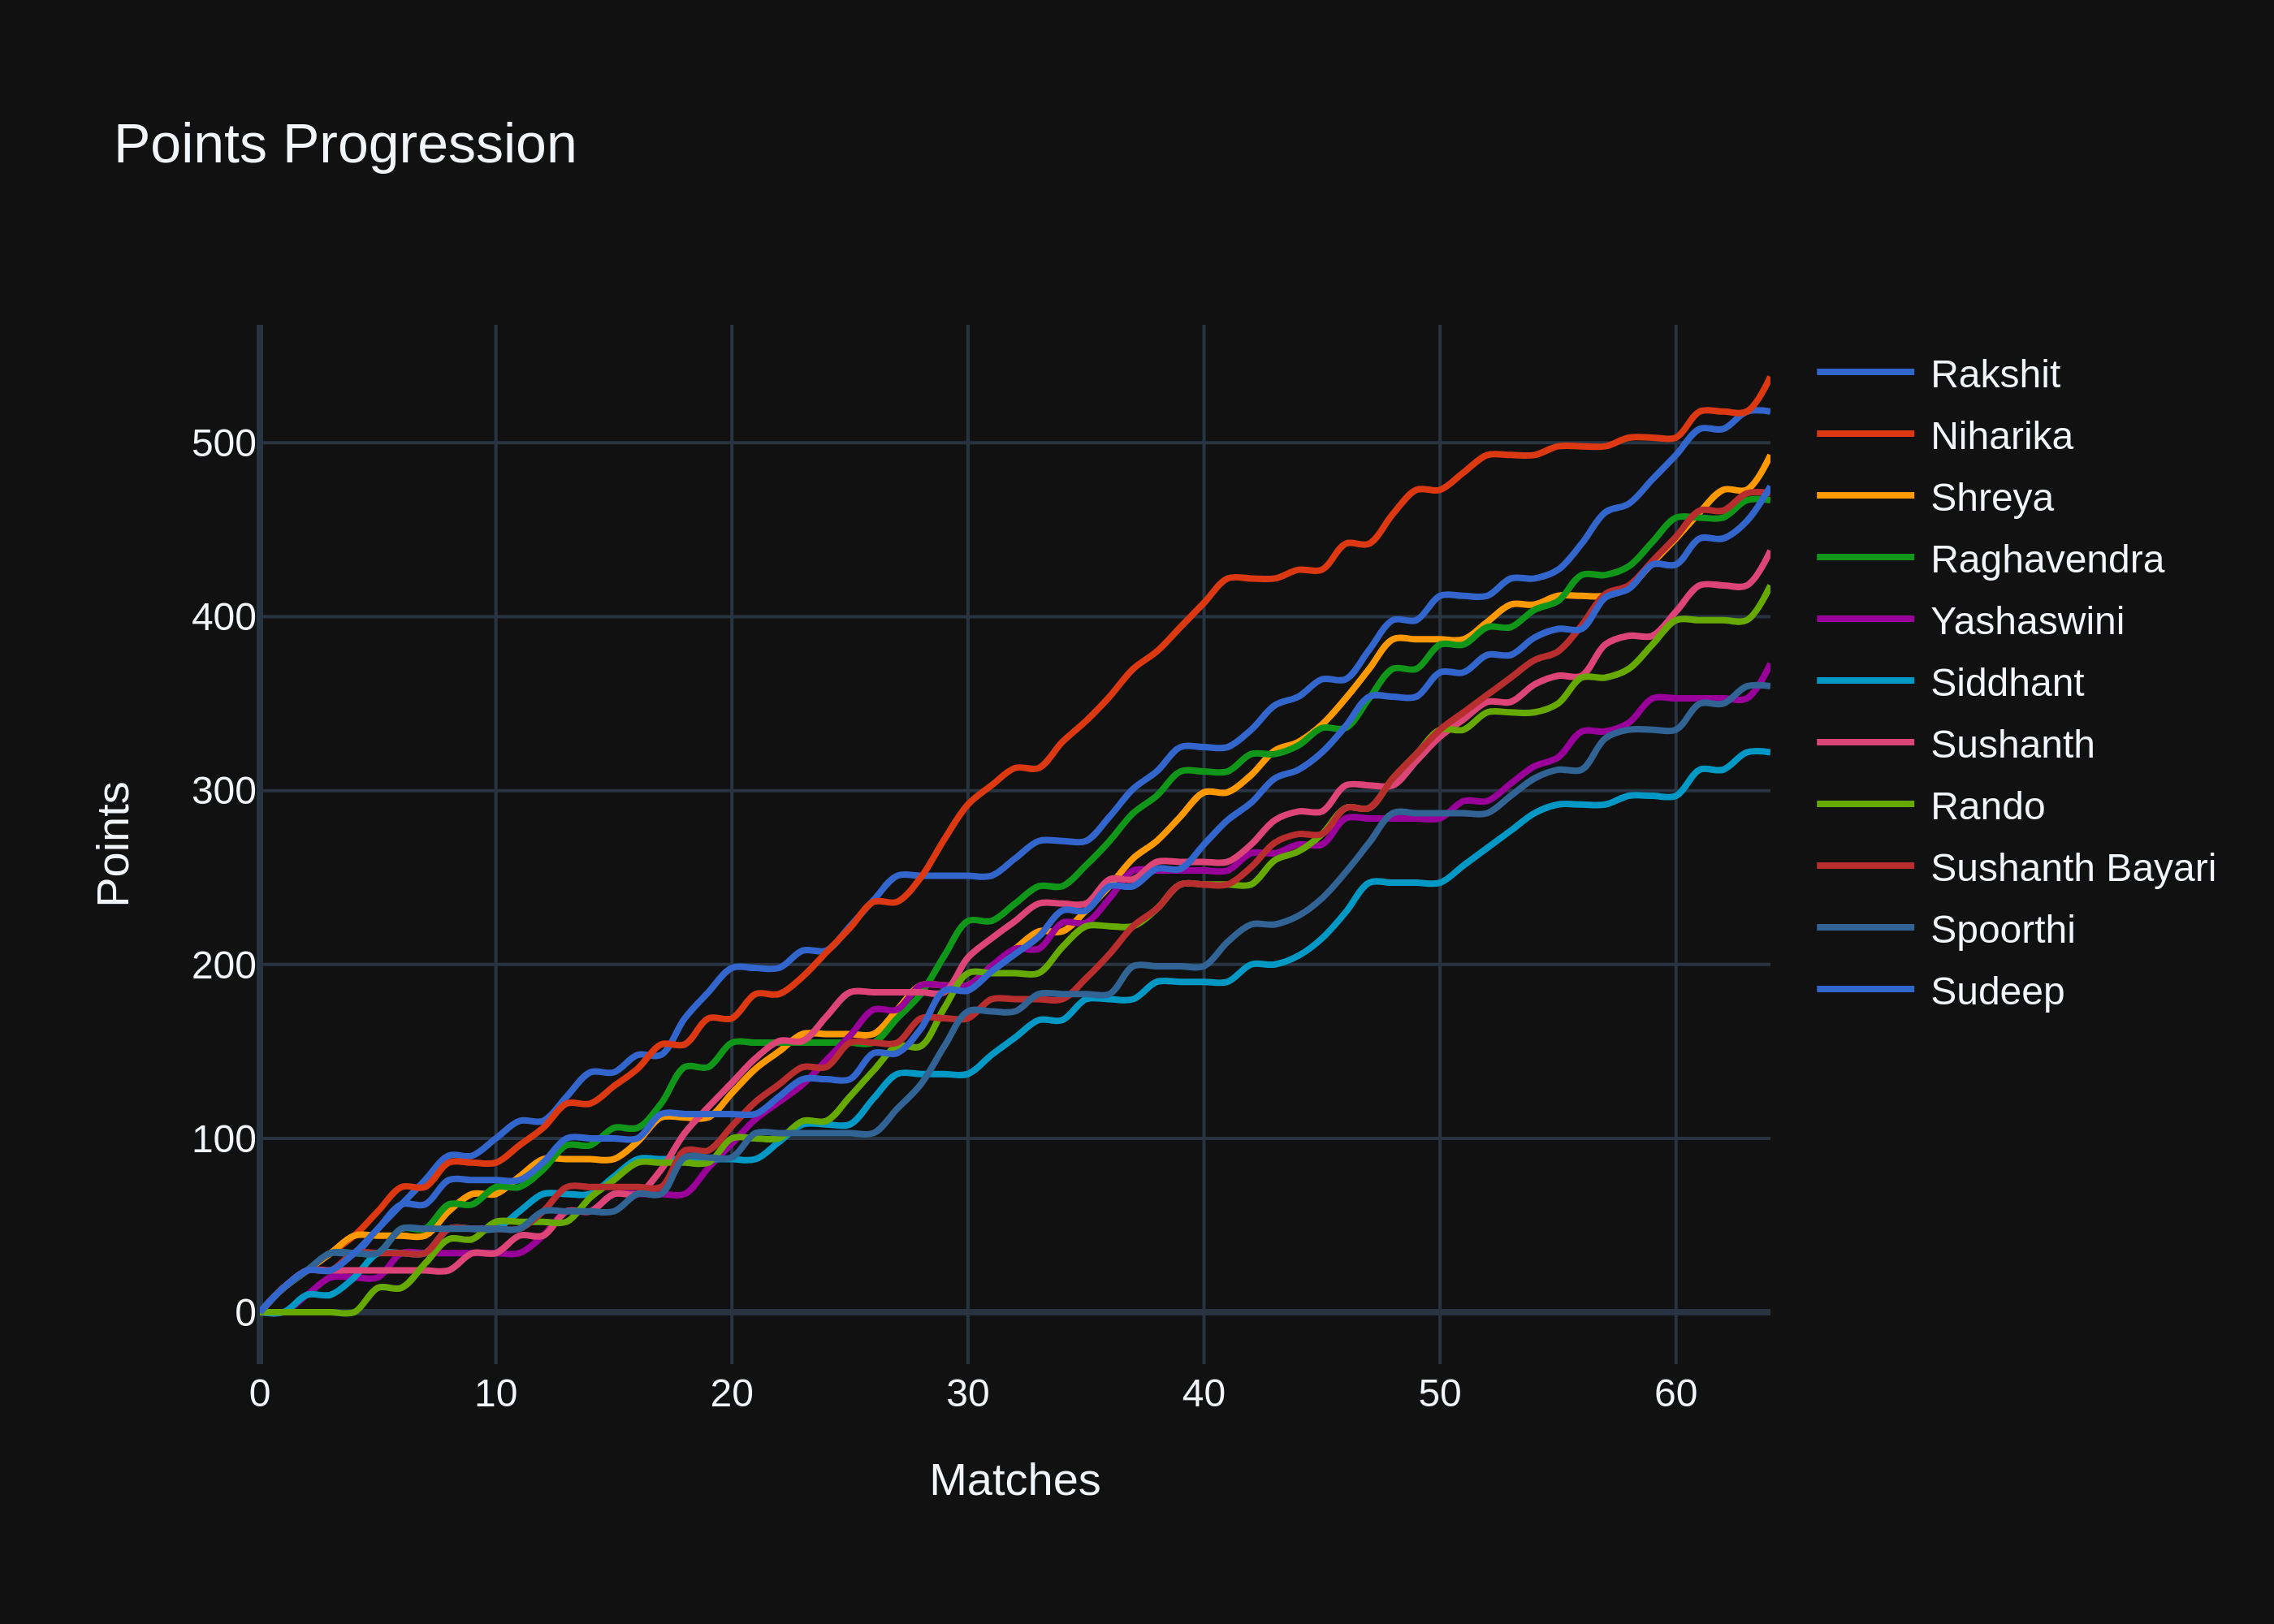 Points Progression
Points
500
400
300
200
100
0
0 10 20 30 40 50 60
Matches
Rakshit
Niharika
Shreya
Raghavendra
Yashaswini
Siddhant
Sushanth
Rando
Sushanth Bayari
Spoorthi
Sudeep